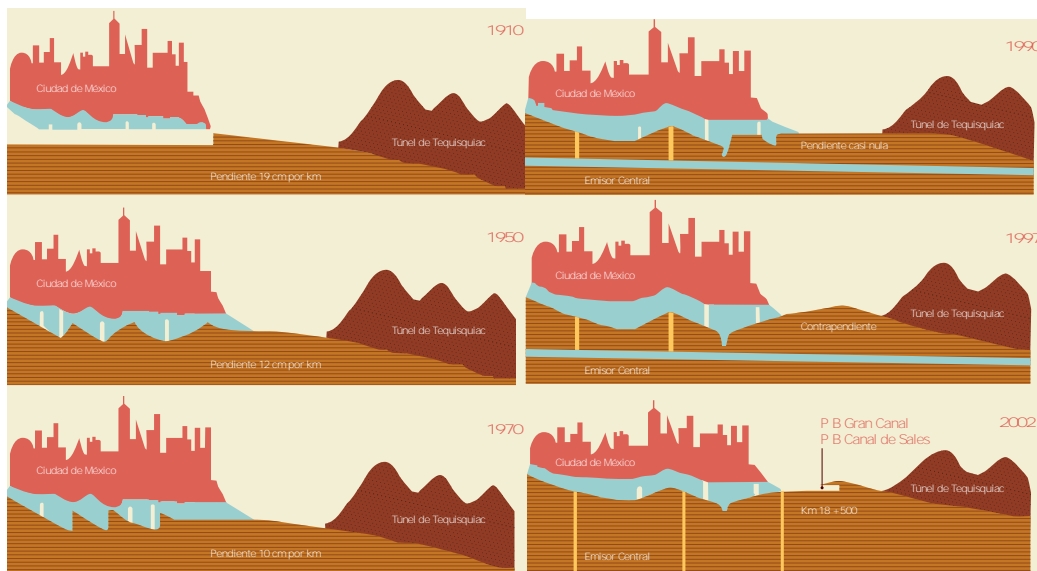 1910
Ciudad de México
Túnel de Tequisquiac
Pendiente 19 cm por km
1950
Ciudad de México
Túnel de Tequisquiac
Pendiente 12 cm por km
1970
Ciudad de México
Túnel de Tequisquiac
Pendiente 10 cm por km
1990
Ciudad de México
Túnel de Tequisquiac
Pendiente casi nula
Emisor Central
1997
Ciudad de México
Túnel de Tequisquiac
Contrapendiente
Emisor Central
2002
P B Gran Canal
P B Canal de Sales
Ciudad de México
Túnel de Tequisquiac
Km 18 +500
Emisor Central